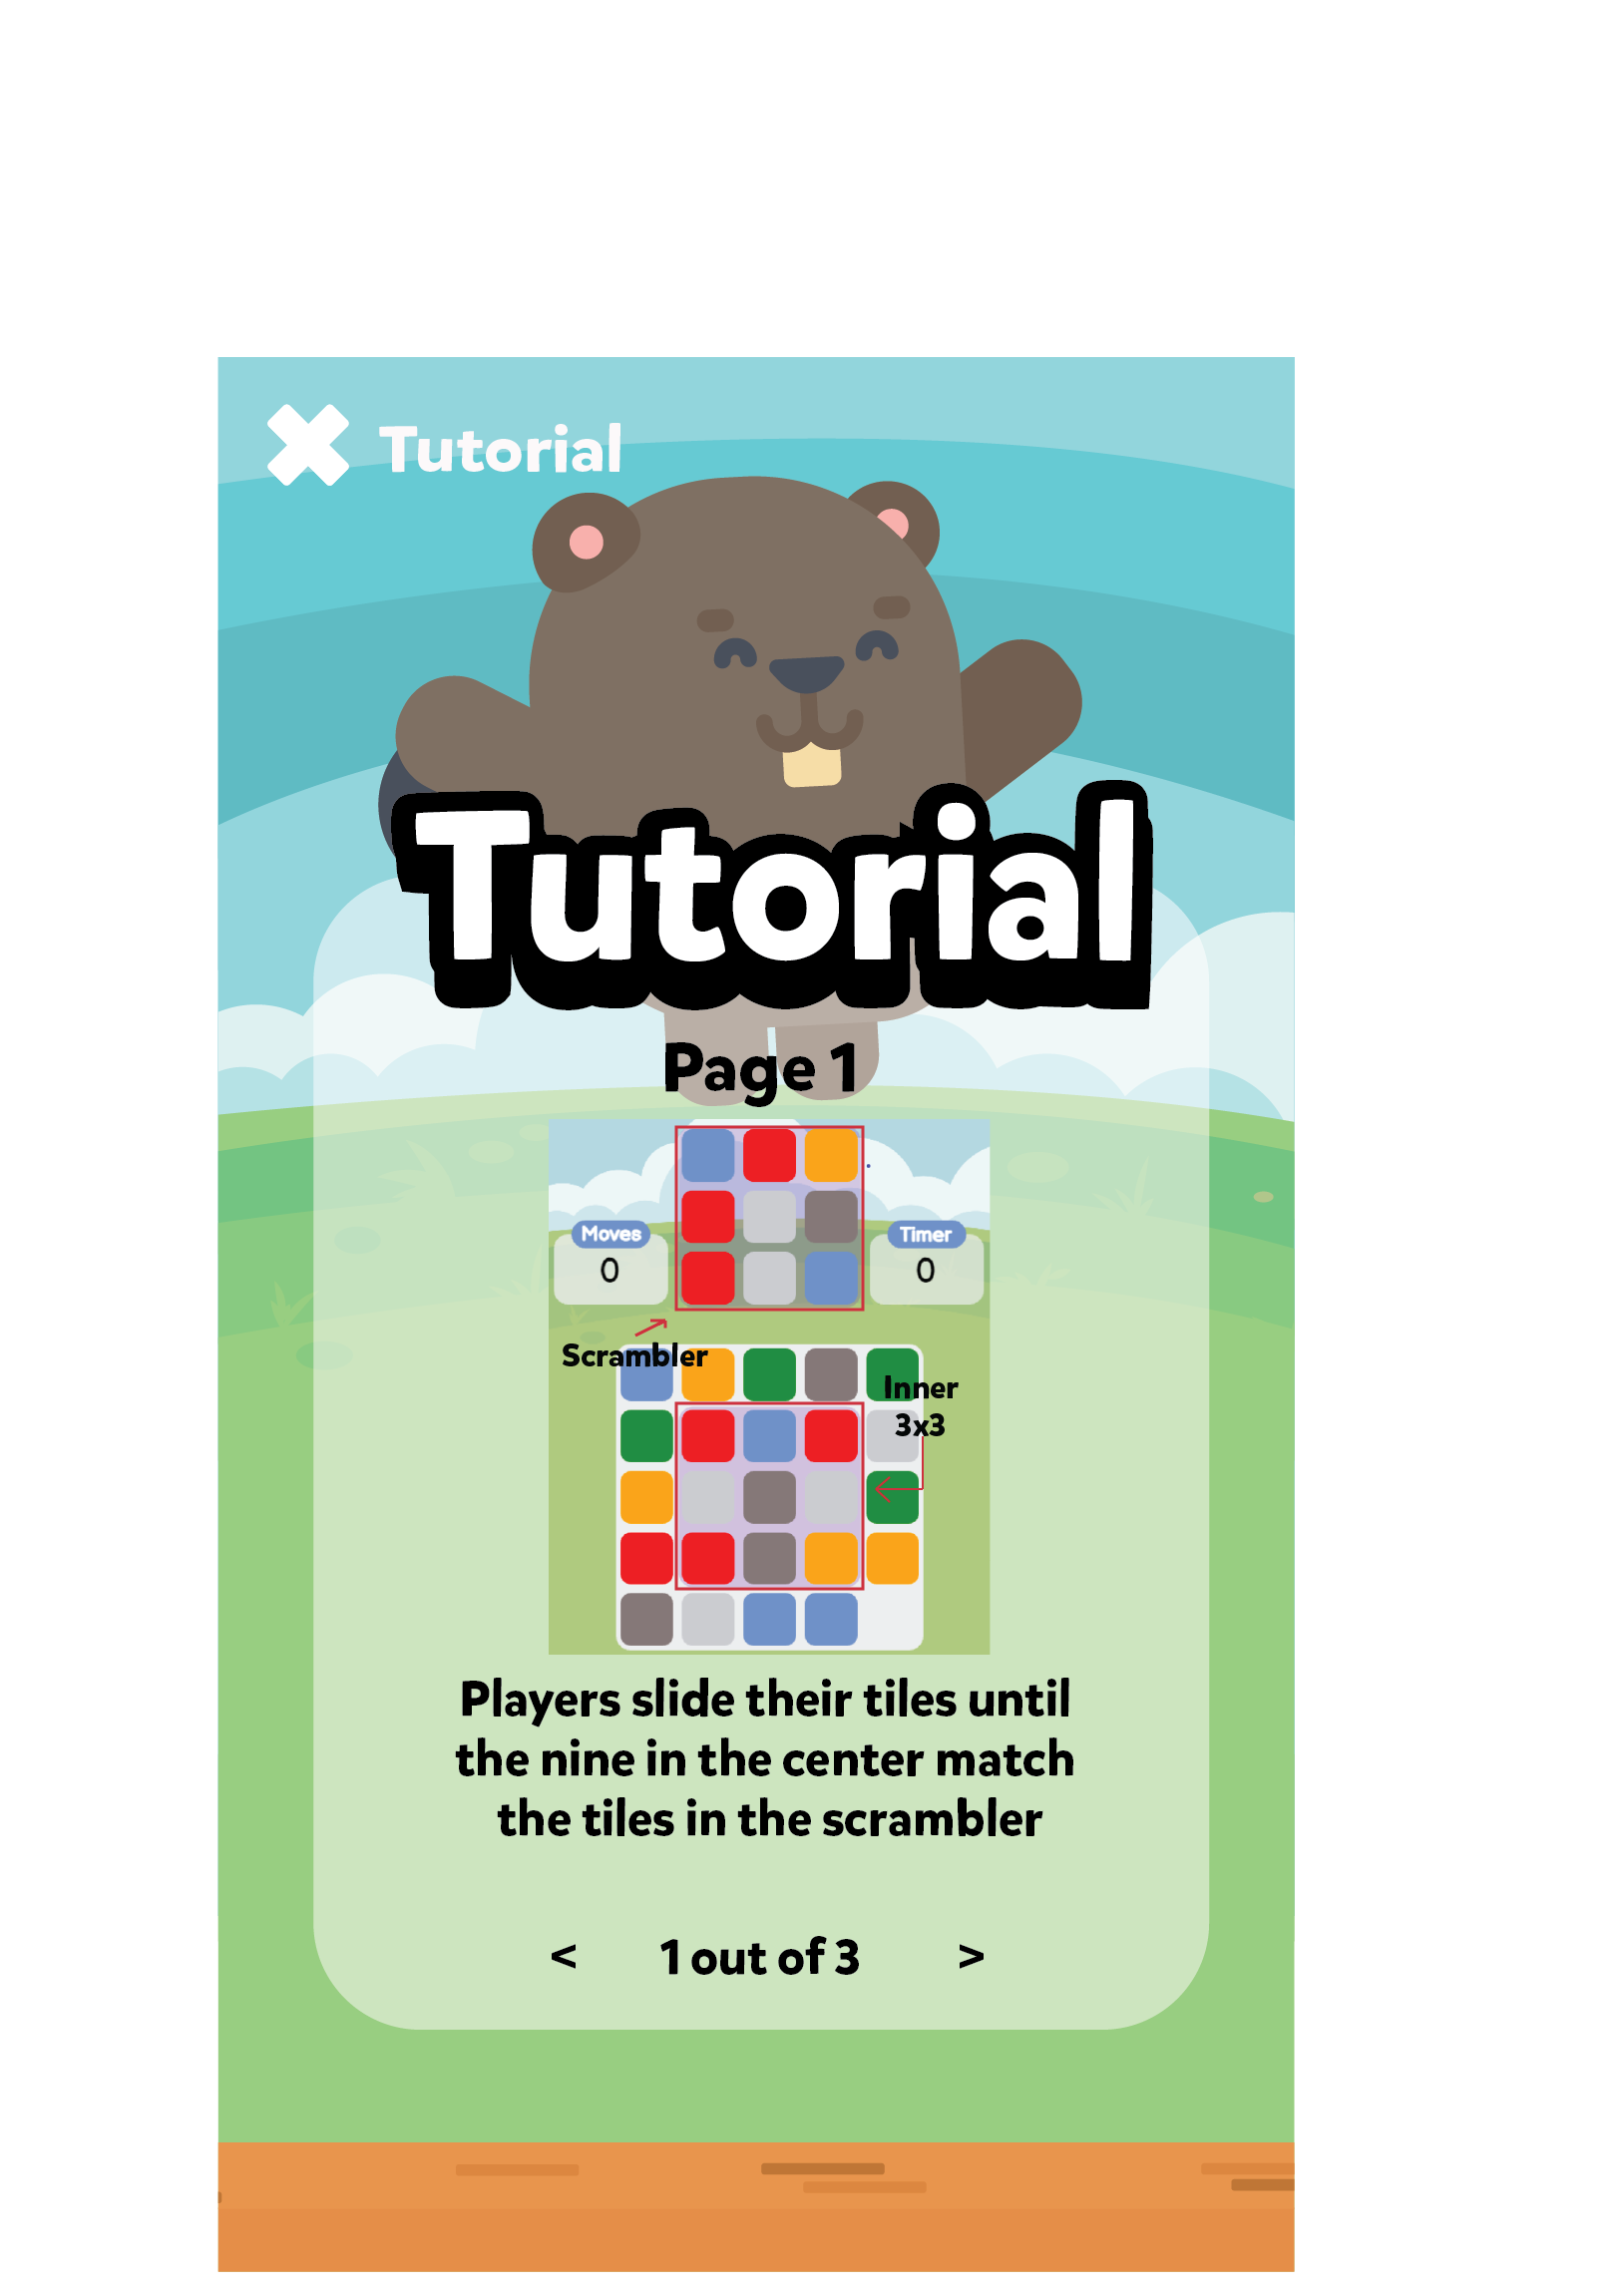 Tutorial
Tutorial
Page 1
Moves
0
Timer
0
Scrambler
Inner
3x3
Players slide their tiles until
the nine in the center match
the tiles in the scrambler
< 1 out of 3 >